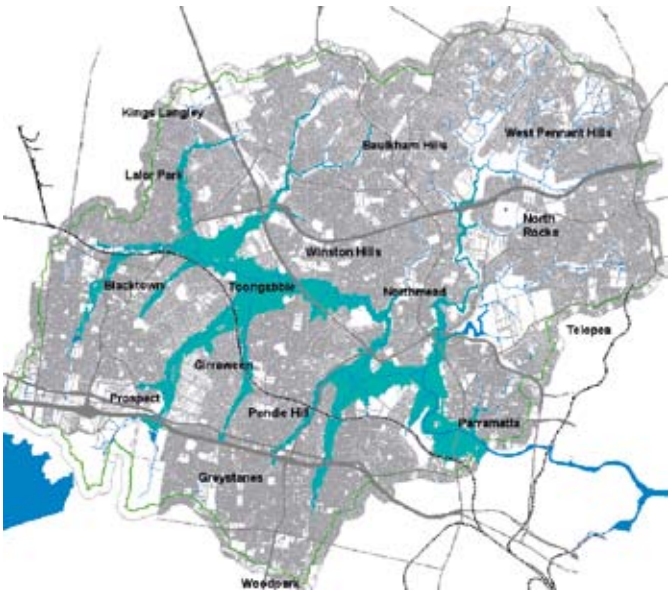 Kings Langley
West Pennant Hills
Baulkham Hills
Lalor Park
North
Rocks
Winston Hills
Blacktown
Toongabbie
Northmead
Telopea
Girraween
Prospect
Pendle Hill
Parramatta
Greystanes
Woodpark